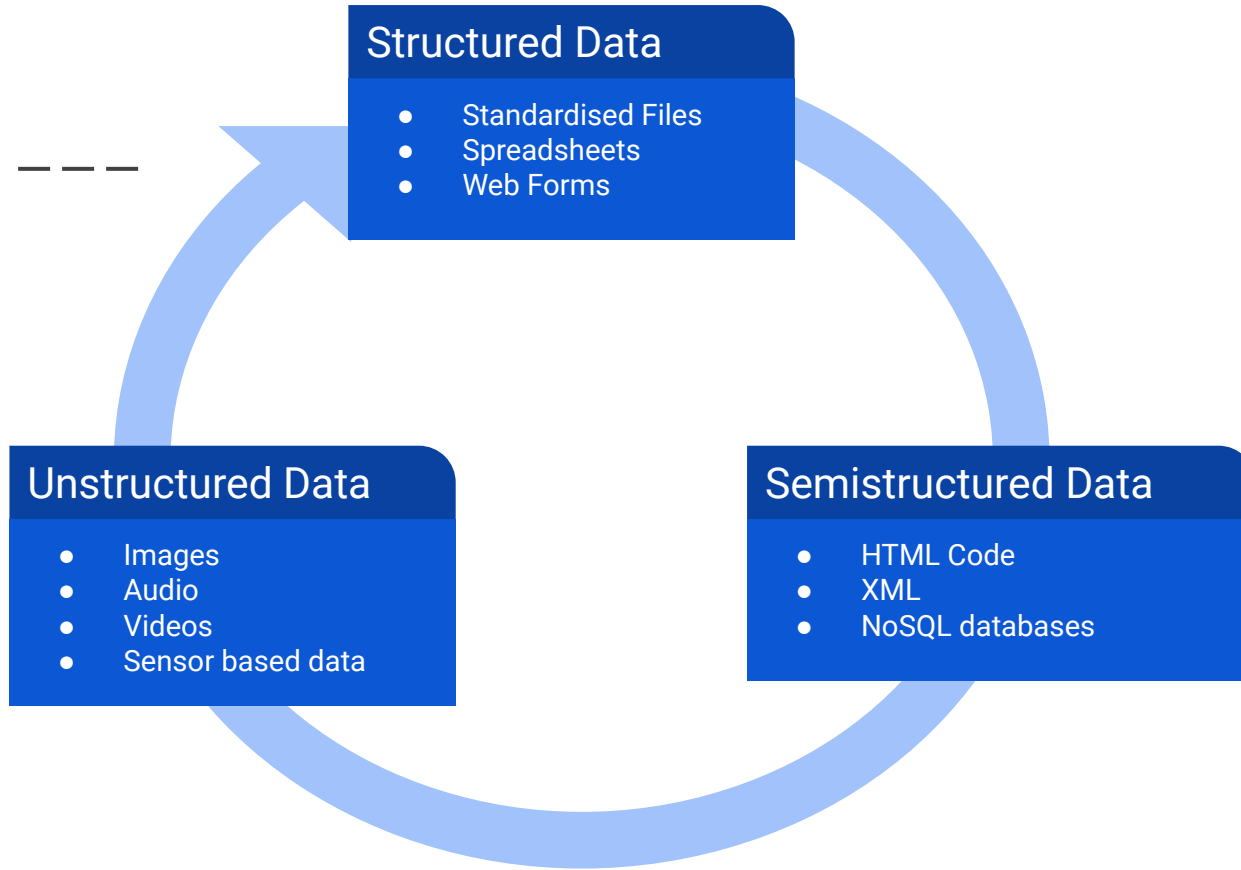 Structured Data
● Standardised Files
● Spreadsheets
● Web Forms
Unstructured Data
● Images
● Audio
● Videos
● Sensor based data
Semistructured Data
● HTML Code
● XML
● NoSQL databases